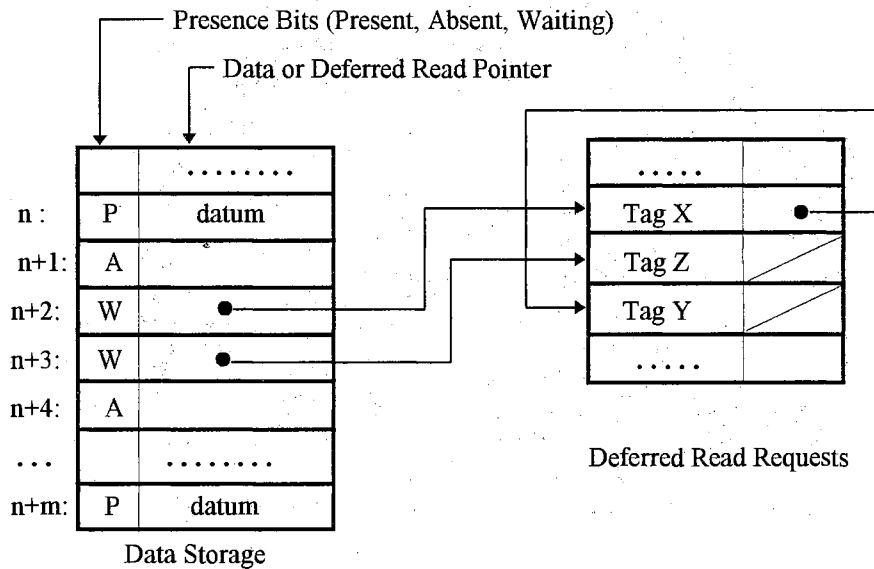 Presence Bits (Present, Absent, Waiting)
Data or Deferred Read Pointer
........
n : P datum
n+1: A
n+2: W
n+3: W
n+4: A
... ........
n+m: P datum
Data Storage
.....
Tag X
Tag Z
Tag Y
.....
Deferred Read Requests